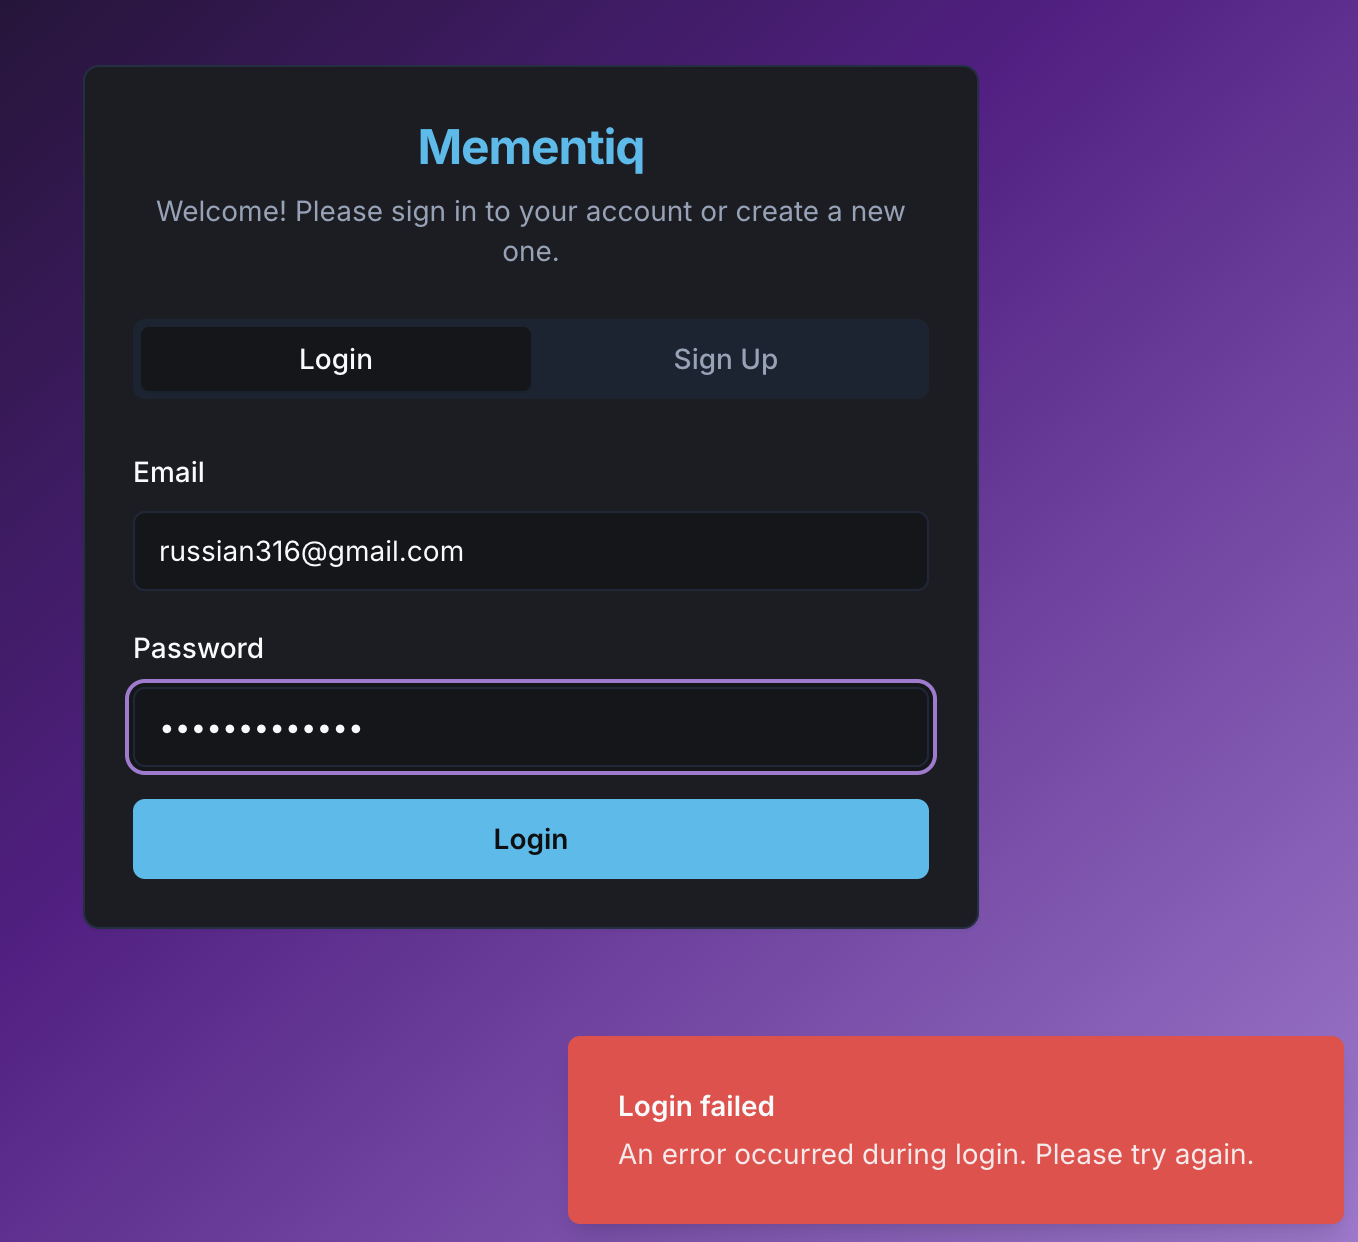 Mementiq
Welcome! Please sign in to your account or create a new
one.
Login
Sign Up
Email
russian316@gmail.com
Password
•••••••••••••
Login
Login failed
An error occurred during login. Please try again.